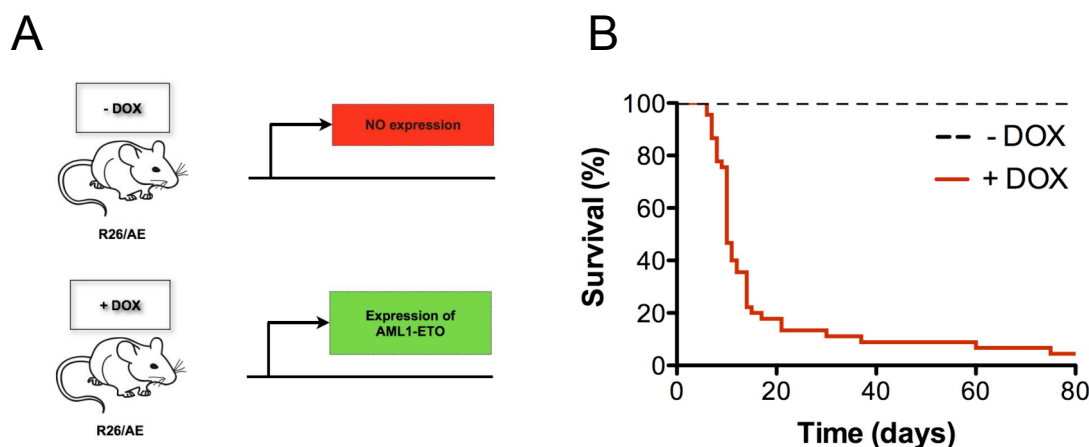 A
- DOX
R26/AE
NO expression
+ DOX
R26/AE
Expression of
AML1-ETO
B
Survival (%)
100
80
60
40
20
0
- DOX
+ DOX
0
20
40
60
80
Time (days)